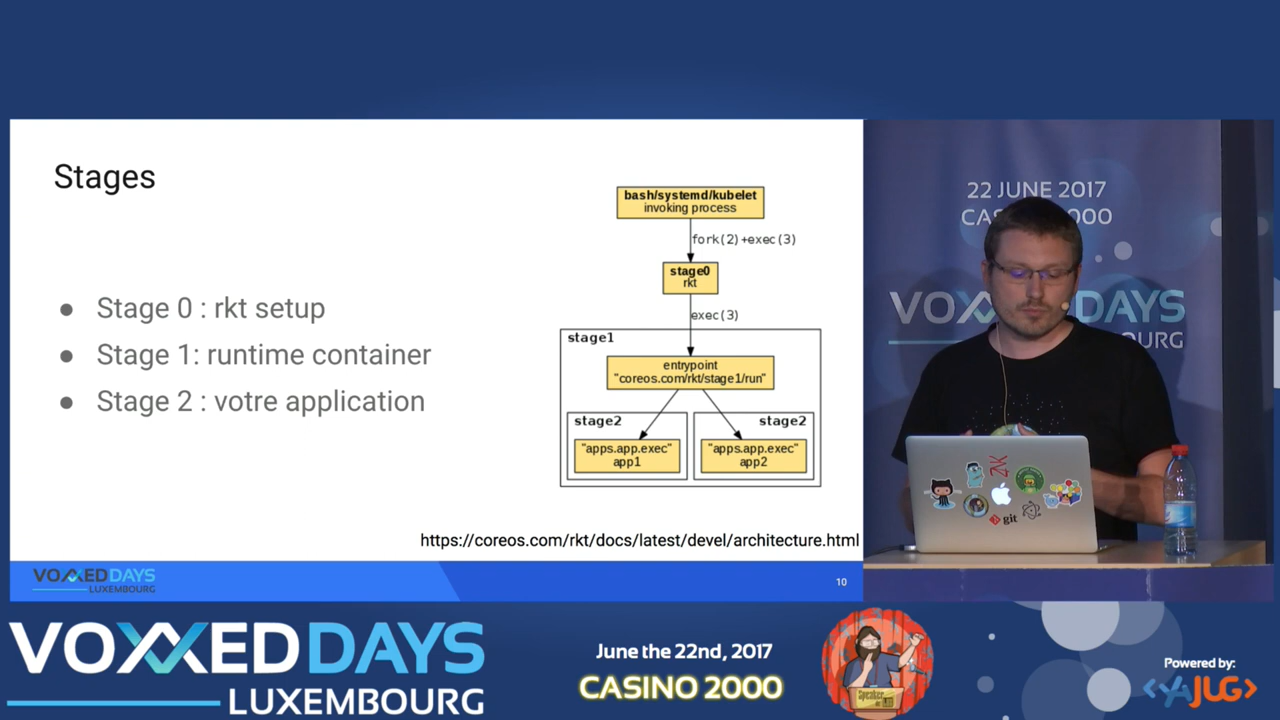 Stages
Stage 0 : rkt setup
Stage 1: runtime container
Stage 2 : votre application
bash/systemd/kubelet
invoking process
fork(2)+exec(3)
stage0
rkt
exec(3)
stage1
entrypoint
"coreos.com/rkt/stage1/run"
stage2
"apps.app.exec"
app1
stage2
"apps.app.exec"
app2
https://coreos.com/rkt/docs/latest/devel/architecture.html
VOXXED DAYS
LUXEMBOURG
10
22 JUNE 2017
git
VOXXED DAYS
LUXEMBOURG
June the 22nd, 2017
CASINO 2000
Powered by:
YAJUG